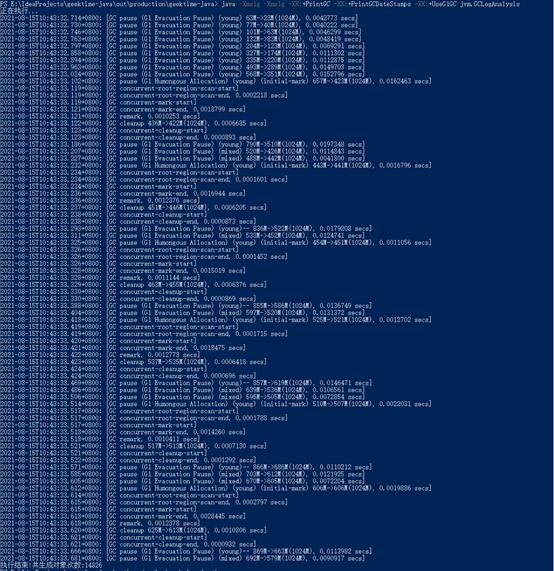 PS E:\IdeaProjects\geektime-java\out\production\geektime-java> java -Xms1g -Xmx1g -XX:+PrintGC -XX:+PrintGCDateStamps -XX:+UseG1GC jvm.GCLogAnalysis
正在执行...
2021-08-15T10:43:32.714+0800: [GC pause (G1 Evacuation Pause) (young) 63M->23M(1024M), 0.0042773 secs]
2021-08-15T10:43:32.730+0800: [GC pause (G1 Evacuation Pause) (young) 77M->40M(1024M), 0.0040222 secs]
2021-08-15T10:43:32.746+0800: [GC pause (G1 Evacuation Pause) (young) 101M->63M(1024M), 0.0046299 secs]
2021-08-15T10:43:32.763+0800: [GC pause (G1 Evacuation Pause) (young) 132M->83M(1024M), 0.0048419 secs]
2021-08-15T10:43:32.797+0800: [GC pause (G1 Evacuation Pause) (young) 204M->123M(1024M), 0.0069291 secs]
2021-08-15T10:43:32.858+0800: [GC pause (G1 Evacuation Pause) (young) 337M->174M(1024M), 0.0111302 secs]
2021-08-15T10:43:32.894+0800: [GC pause (G1 Evacuation Pause) (young) 335M->220M(1024M), 0.0112875 secs]
2021-08-15T10:43:32.963+0800: [GC pause (G1 Evacuation Pause) (young) 493M->289M(1024M), 0.0149703 secs]
2021-08-15T10:43:33.034+0800: [GC pause (G1 Evacuation Pause) (young) 568M->351M(1024M), 0.0152796 secs]
2021-08-15T10:43:33.102+0800: [GC pause (G1 Humongous Allocation) (young) (initial-mark) 657M->423M(1024M), 0.0162463 secs]
2021-08-15T10:43:33.119+0800: [GC concurrent-root-region-scan-start]
2021-08-15T10:43:33.119+0800: [GC concurrent-root-region-scan-end, 0.0002218 secs]
2021-08-15T10:43:33.119+0800: [GC concurrent-mark-start]
2021-08-15T10:43:33.121+0800: [GC concurrent-mark-end, 0.0018799 secs]
2021-08-15T10:43:33.121+0800: [GC remark, 0.0010253 secs]
2021-08-15T10:43:33.122+0800: [GC cleanup 436M->422M(1024M), 0.0006685 secs]
2021-08-15T10:43:33.123+0800: [GC concurrent-cleanup-start]
2021-08-15T10:43:33.123+0800: [GC concurrent-cleanup-end, 0.0000893 secs]
2021-08-15T10:43:33.186+0800: [GC pause (G1 Evacuation Pause) (young) 790M->510M(1024M), 0.0197348 secs]
2021-08-15T10:43:33.207+0800: [GC pause (G1 Evacuation Pause) (mixed) 520M->426M(1024M), 0.0114843 secs]
2021-08-15T10:43:33.227+0800: [GC pause (G1 Evacuation Pause) (mixed) 488M->442M(1024M), 0.0041800 secs]
2021-08-15T10:43:33.232+0800: [GC pause (G1 Humongous Allocation) (young) (initial-mark) 443M->441M(1024M), 0.0016796 secs]
2021-08-15T10:43:33.234+0800: [GC concurrent-root-region-scan-start]
2021-08-15T10:43:33.234+0800: [GC concurrent-root-region-scan-end, 0.0001601 secs]
2021-08-15T10:43:33.234+0800: [GC concurrent-mark-start]
2021-08-15T10:43:33.236+0800: [GC concurrent-mark-end, 0.0016944 secs]
2021-08-15T10:43:33.236+0800: [GC remark, 0.0012376 secs]
2021-08-15T10:43:33.237+0800: [GC cleanup 451M->446M(1024M), 0.0006205 secs]
2021-08-15T10:43:33.238+0800: [GC concurrent-cleanup-start]
2021-08-15T10:43:33.238+0800: [GC concurrent-cleanup-end, 0.0000873 secs]
2021-08-15T10:43:33.293+0800: [GC pause (G1 Evacuation Pause) (young)-- 836M->522M(1024M), 0.0179208 secs]
2021-08-15T10:43:33.311+0800: [GC pause (G1 Evacuation Pause) (mixed) 533M->452M(1024M), 0.0124741 secs]
2021-08-15T10:43:33.325+0800: [GC pause (G1 Humongous Allocation) (young) (initial-mark) 454M->451M(1024M), 0.0011056 secs]
2021-08-15T10:43:33.326+0800: [GC concurrent-root-region-scan-start]
2021-08-15T10:43:33.326+0800: [GC concurrent-root-region-scan-end, 0.0001452 secs]
2021-08-15T10:43:33.326+0800: [GC concurrent-mark-start]
2021-08-15T10:43:33.328+0800: [GC concurrent-mark-end, 0.0015019 secs]
2021-08-15T10:43:33.328+0800: [GC remark, 0.0011144 secs]
2021-08-15T10:43:33.329+0800: [GC cleanup 463M->455M(1024M), 0.0006376 secs]
2021-08-15T10:43:33.330+0800: [GC concurrent-cleanup-start]
2021-08-15T10:43:33.330+0800: [GC concurrent-cleanup-end, 0.0000869 secs]
2021-08-15T10:43:33.388+0800: [GC pause (G1 Evacuation Pause) (young)-- 855M->586M(1024M), 0.0136749 secs]
2021-08-15T10:43:33.404+0800: [GC pause (G1 Evacuation Pause) (mixed) 597M->520M(1024M), 0.0131372 secs]
2021-08-15T10:43:33.418+0800: [GC pause (G1 Humongous Allocation) (young) (initial-mark) 525M->521M(1024M), 0.0012702 secs]
2021-08-15T10:43:33.419+0800: [GC concurrent-root-region-scan-start]
2021-08-15T10:43:33.420+0800: [GC concurrent-root-region-scan-end, 0.0001715 secs]
2021-08-15T10:43:33.420+0800: [GC concurrent-mark-start]
2021-08-15T10:43:33.421+0800: [GC concurrent-mark-end, 0.0018475 secs]
2021-08-15T10:43:33.422+0800: [GC remark, 0.0012773 secs]
2021-08-15T10:43:33.423+0800: [GC cleanup 537M->535M(1024M), 0.0006418 secs]
2021-08-15T10:43:33.424+0800: [GC concurrent-cleanup-start]
2021-08-15T10:43:33.424+0800: [GC concurrent-cleanup-end, 0.0000696 secs]
2021-08-15T10:43:33.469+0800: [GC pause (G1 Evacuation Pause) (young)-- 857M->619M(1024M), 0.0146471 secs]
2021-08-15T10:43:33.486+0800: [GC pause (G1 Evacuation Pause) (mixed) 629M->536M(1024M), 0.0106561 secs]
2021-08-15T10:43:33.506+0800: [GC pause (G1 Evacuation Pause) (mixed) 595M->505M(1024M), 0.0072854 secs]
2021-08-15T10:43:33.514+0800: [GC pause (G1 Humongous Allocation) (young) (initial-mark) 510M->507M(1024M), 0.0022031 secs]
2021-08-15T10:43:33.517+0800: [GC concurrent-root-region-scan-start]
2021-08-15T10:43:33.517+0800: [GC concurrent-root-region-scan-end, 0.0001788 secs]
2021-08-15T10:43:33.517+0800: [GC concurrent-mark-start]
2021-08-15T10:43:33.518+0800: [GC concurrent-mark-end, 0.0014260 secs]
2021-08-15T10:43:33.518+0800: [GC remark, 0.0010411 secs]
2021-08-15T10:43:33.521+0800: [GC cleanup 517M->513M(1024M), 0.0007130 secs]
2021-08-15T10:43:33.521+0800: [GC concurrent-cleanup-start]
2021-08-15T10:43:33.522+0800: [GC concurrent-cleanup-end, 0.0001292 secs]
2021-08-15T10:43:33.571+0800: [GC pause (G1 Evacuation Pause) (young)-- 866M->686M(1024M), 0.0110212 secs]
2021-08-15T10:43:33.585+0800: [GC pause (G1 Evacuation Pause) (mixed) 703M->612M(1024M), 0.0121925 secs]
2021-08-15T10:43:33.605+0800: [GC pause (G1 Evacuation Pause) (mixed) 670M->605M(1024M), 0.0072204 secs]
2021-08-15T10:43:33.612+0800: [GC pause (G1 Humongous Allocation) (young) (initial-mark) 606M->606M(1024M), 0.0019886 secs]
2021-08-15T10:43:33.614+0800: [GC concurrent-root-region-scan-start]
2021-08-15T10:43:33.615+0800: [GC concurrent-root-region-scan-end, 0.0002797 secs]
2021-08-15T10:43:33.615+0800: [GC concurrent-mark-start]
2021-08-15T10:43:33.618+0800: [GC concurrent-mark-end, 0.0028445 secs]
2021-08-15T10:43:33.618+0800: [GC remark, 0.0012378 secs]
2021-08-15T10:43:33.620+0800: [GC cleanup 625M->613M(1024M), 0.0010806 secs]
2021-08-15T10:43:33.621+0800: [GC concurrent-cleanup-start]
2021-08-15T10:43:33.621+0800: [GC concurrent-cleanup-end, 0.0000932 secs]
2021-08-15T10:43:33.666+0800: [GC pause (G1 Evacuation Pause) (young)-- 869M->663M(1024M), 0.0113982 secs]
2021-08-15T10:43:33.681+0800: [GC pause (G1 Evacuation Pause) (mixed) 692M->579M(1024M), 0.0090917 secs]
执行结束!共生成对象次数:14826